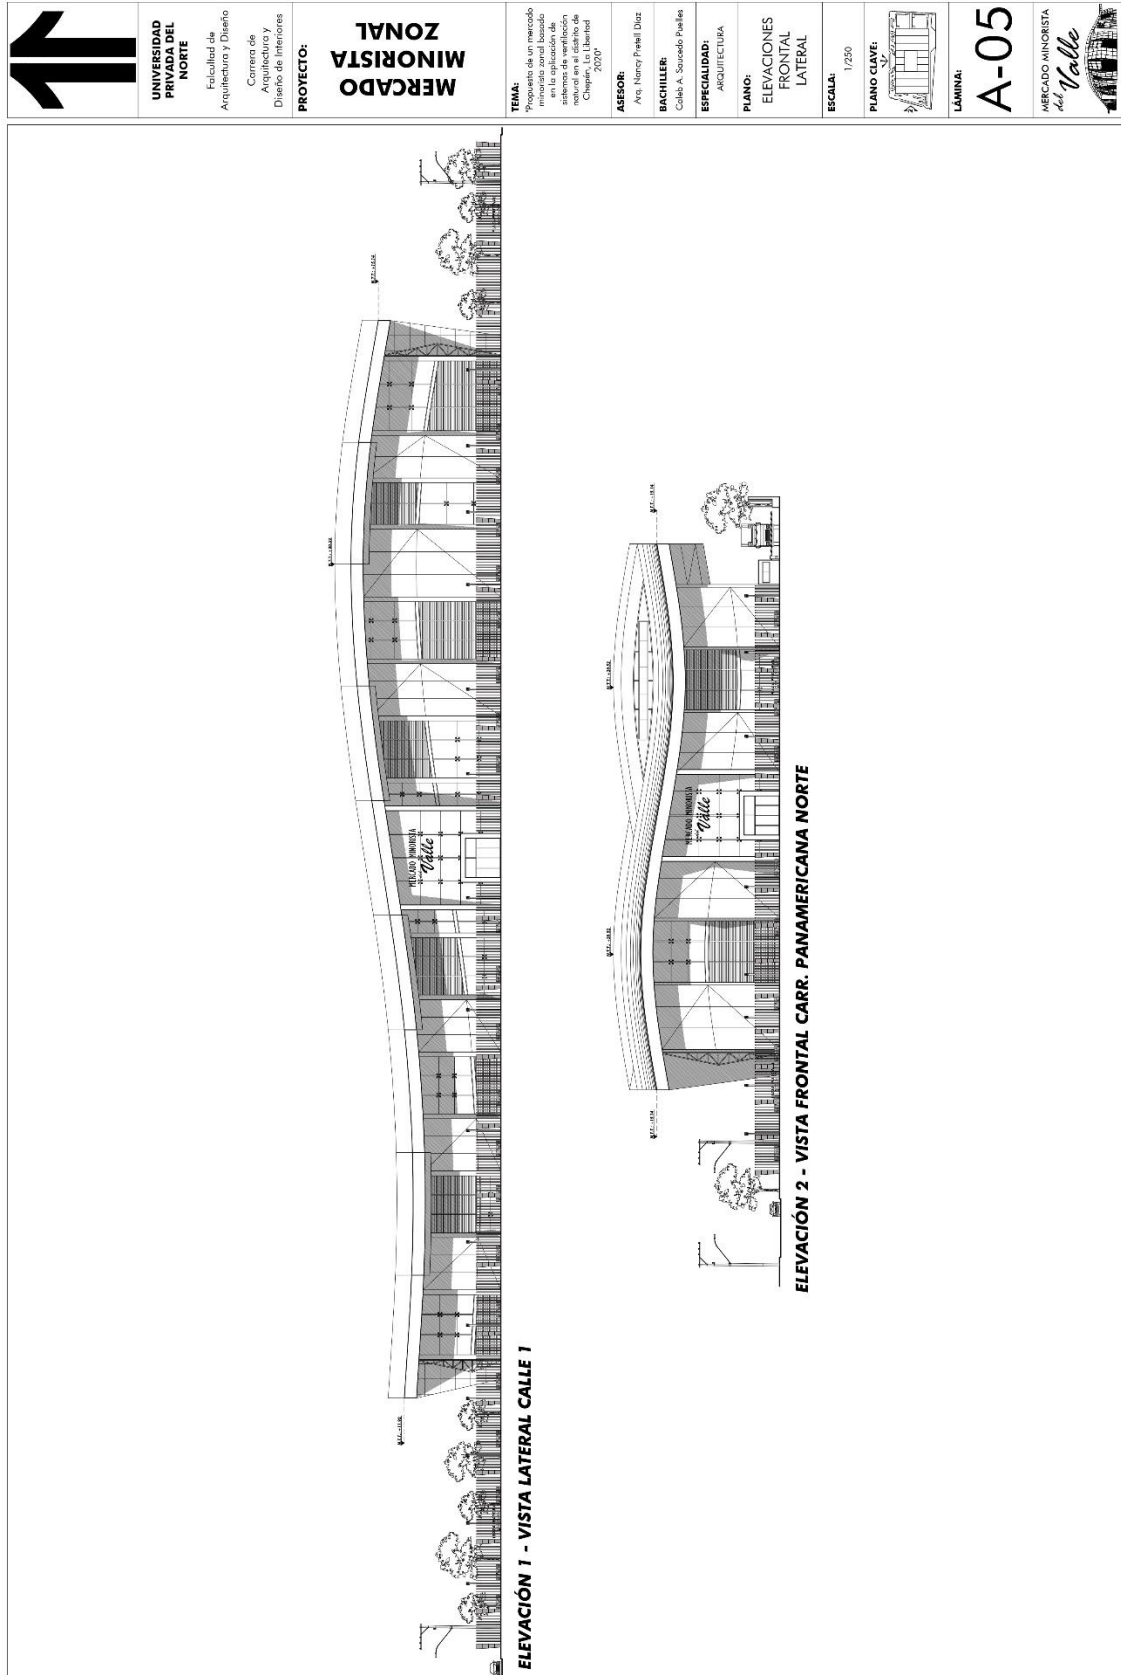 UNIVERSIDAD
PRIVADA DEL
NORTE
Falcultad de
Arquitectura y Diseño
Carrera de
Arquitectura y
Diseño de Interiores
PROYECTO:
MERCADO
MINORISTA
ZONAL
TEMA:
"Propuesta de un mercado
minorista zonal basado
en la aplicación de
sistemas de ventilación
natural en el distrito de
Chepén, La Libertad
2020"
ASESOR:
Arq. Nancy Pretell Díaz
BACHILLER:
Caleb A. Saucedo Puelles
ESPECIALIDAD:
ARQUITECTURA
PLANO:
ELEVACIONES
FRONTAL
LATERAL
ESCALA:
1/250
PLANO CLAVE:
LÁMINA:
A-05
MERCADO MINORISTA
del Valle
MERCADO MINORISTA
del Valle
ELEVACIÓN 1 - VISTA LATERAL CALLE 1
MERCADO MINORISTA
del Valle
ELEVACIÓN 2 - VISTA FRONTAL CARR. PANAMERICANA NORTE